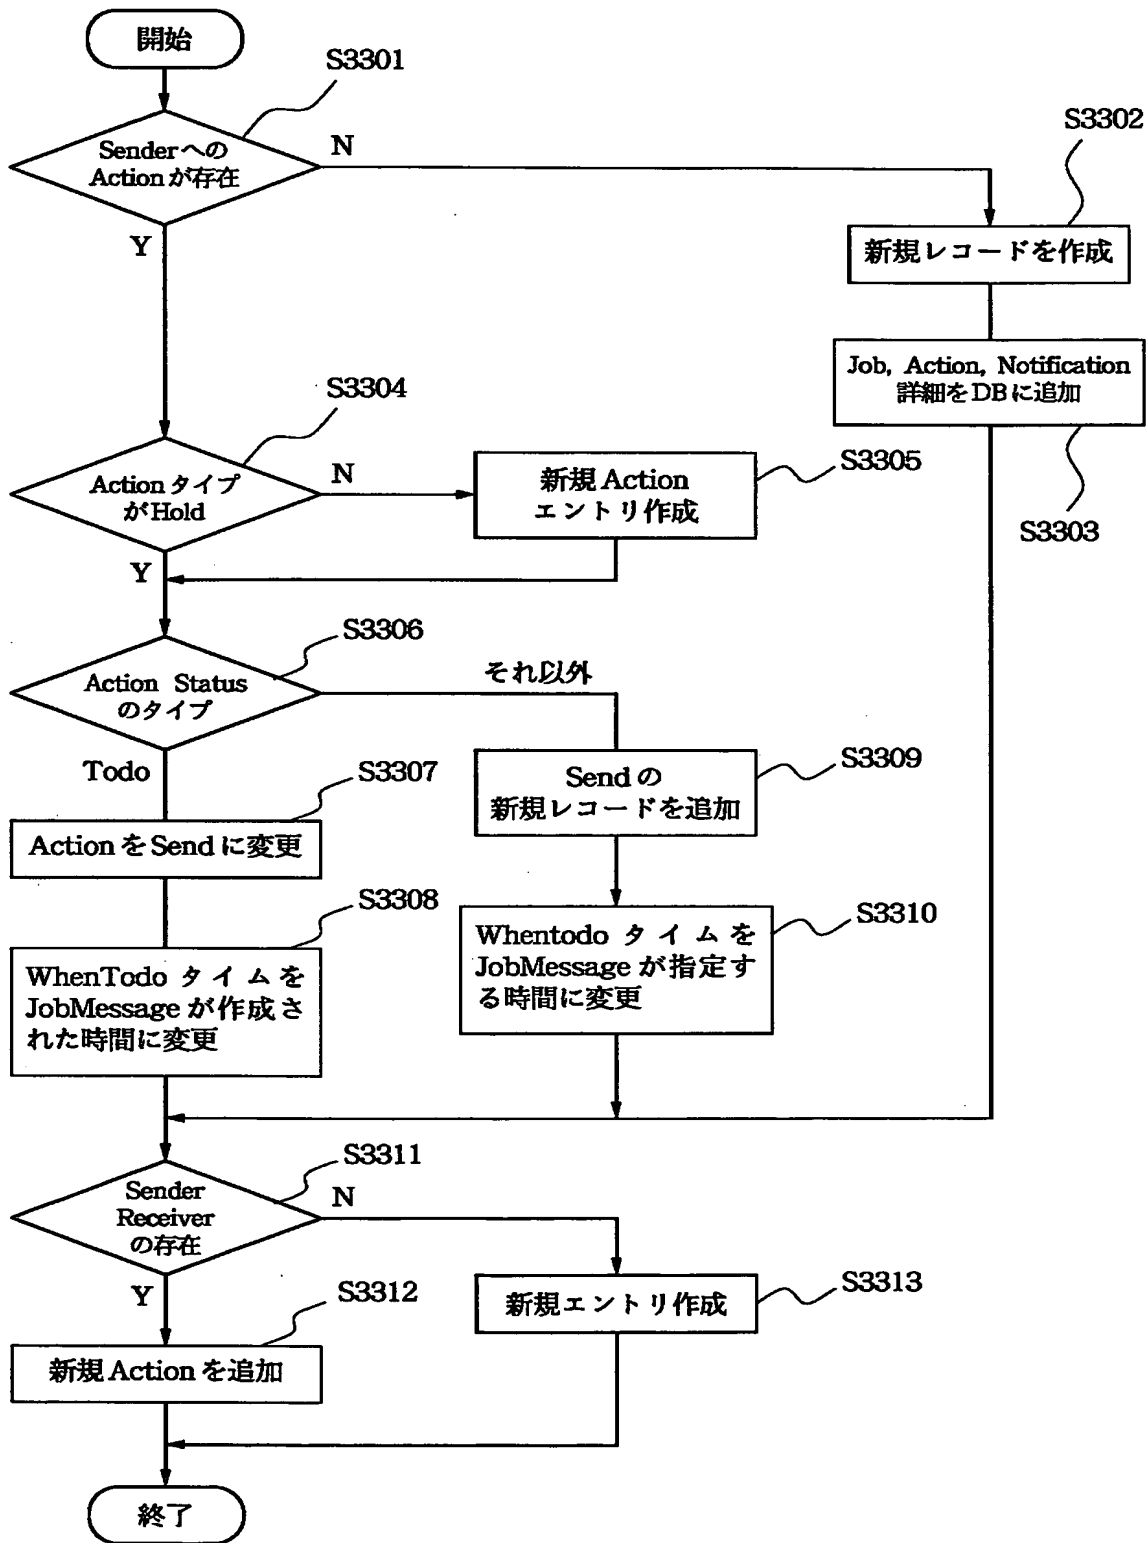 開始
S3301
Senderへの
Actionが存在
N
Y
S3302
新規レコードを作成
Job, Action, Notification
詳細をDBに追加
S3303
S3304
Actionタイプ
がHold
N
Y
新規Action
エントリ作成
S3305
S3306
Action Status
のタイプ
それ以外
Todo
S3307
ActionをSendに変更
Sendの
新規レコードを追加
S3309
S3308
WhenTodo タイムを
JobMessageが作成さ
れた時間に変更
Whentodo タイムを
JobMessageが指定す
る時間に変更
S3310
S3311
Sender
Receiver
の存在
N
Y
S3312
新規Actionを追加
新規エントリ作成
S3313
終了